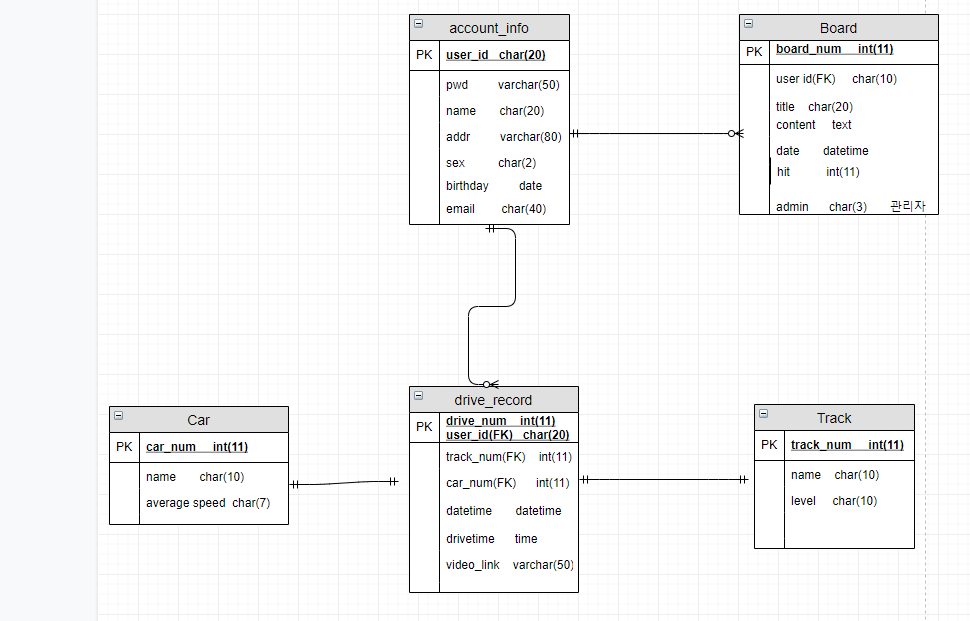 account_info
PK user_id char(20)
pwd varchar(50)
name char(20)
addr varchar(80)
sex char(2)
birthday date
email char(40)
Board
PK board_num int(11)
user id(FK) char(10)
title char(20)
content text
date datetime
hit int(11)
admin char(3) 관리자
Car
PK car_num int(11)
name char(10)
average speed char(7)
drive_record
PK drive_num int(11)
user_id(FK) char(20)
track_num(FK) int(11)
car_num(FK) int(11)
datetime datetime
drivetime time
video_link varchar(50)
Track
PK track_num int(11)
name char(10)
level char(10)